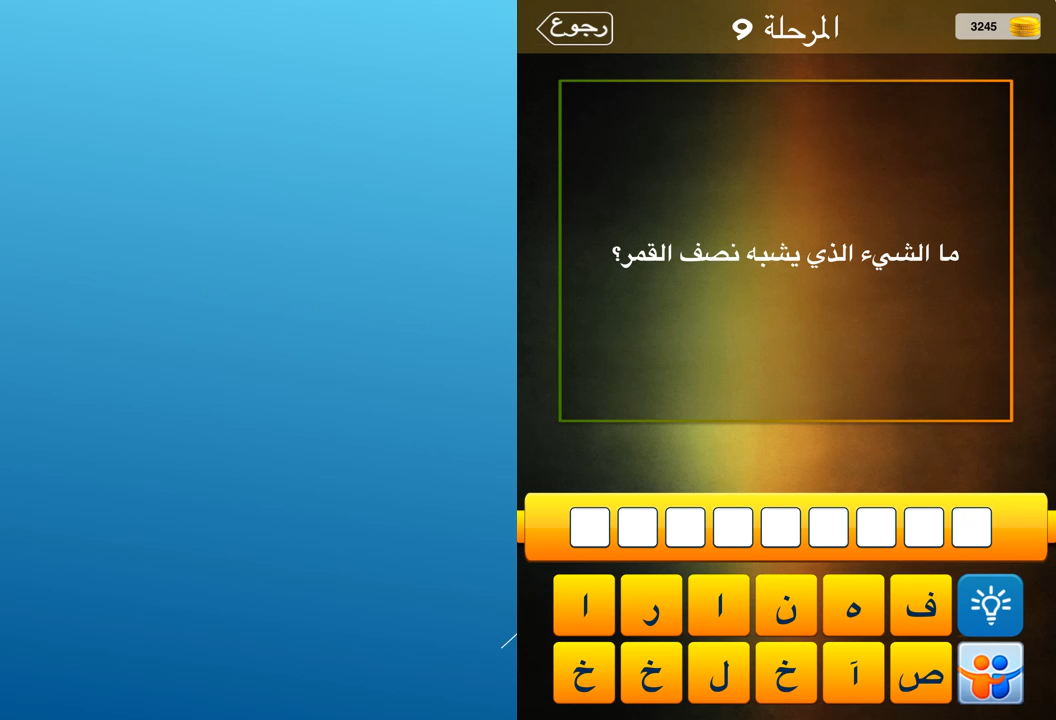 رجوع
المرحلة 9
3245
ما الشيء الذي يشبه نصف القمر؟
ف ه ن ا ر ا
ص آ خ ل خ خ